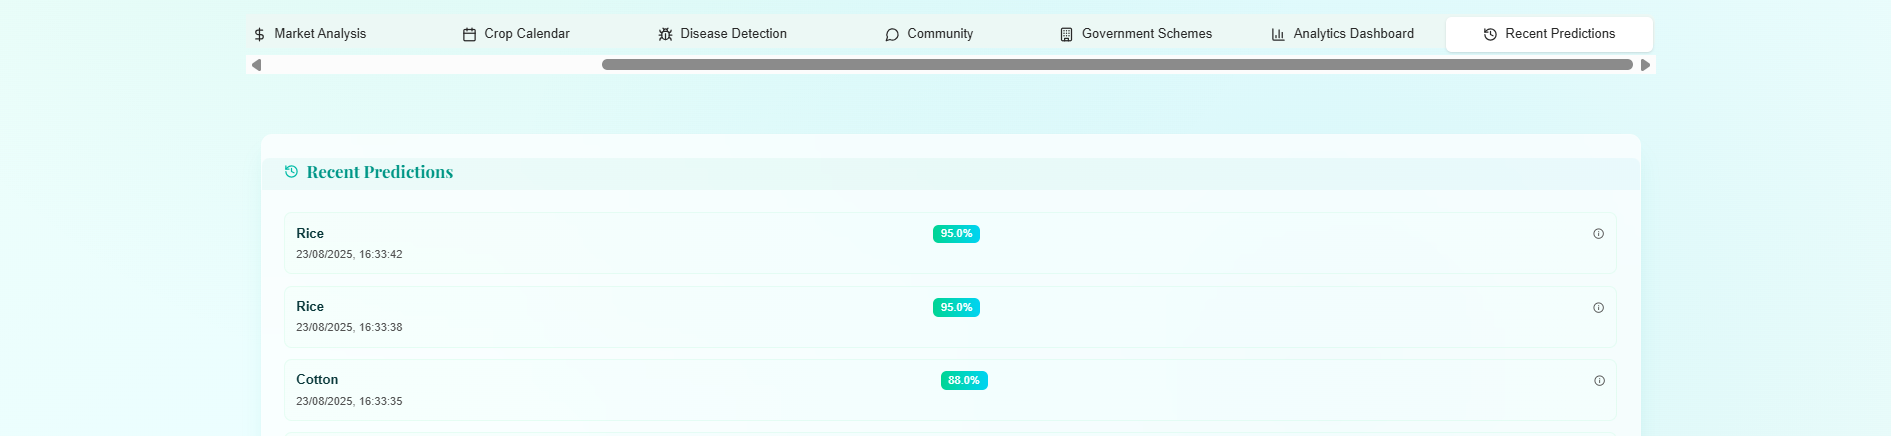 Market Analysis Crop Calendar Disease Detection Community Government Schemes Analytics Dashboard Recent Predictions
Recent Predictions
Rice 95.0%
23/08/2025, 16:33:42
Rice 95.0%
23/08/2025, 16:33:38
Cotton 88.0%
23/08/2025, 16:33:35